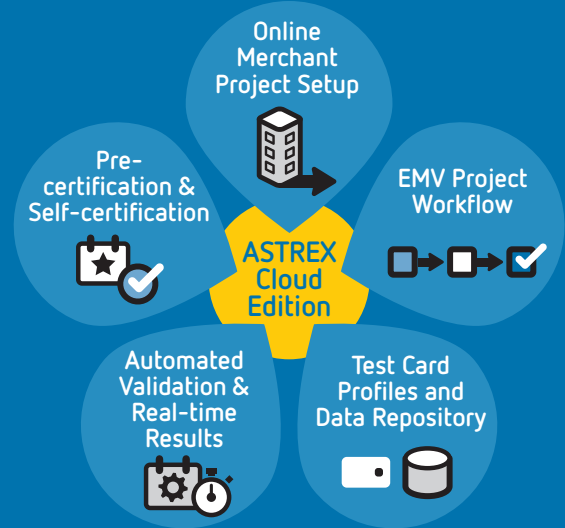 Online
Merchant
Project Setup
Pre-
certification &
Self-certification
EMV Project
Workflow
ASTREX
Cloud
Edition
Automated
Validation &
Real-time
Results
Test Card
Profiles and
Data Repository